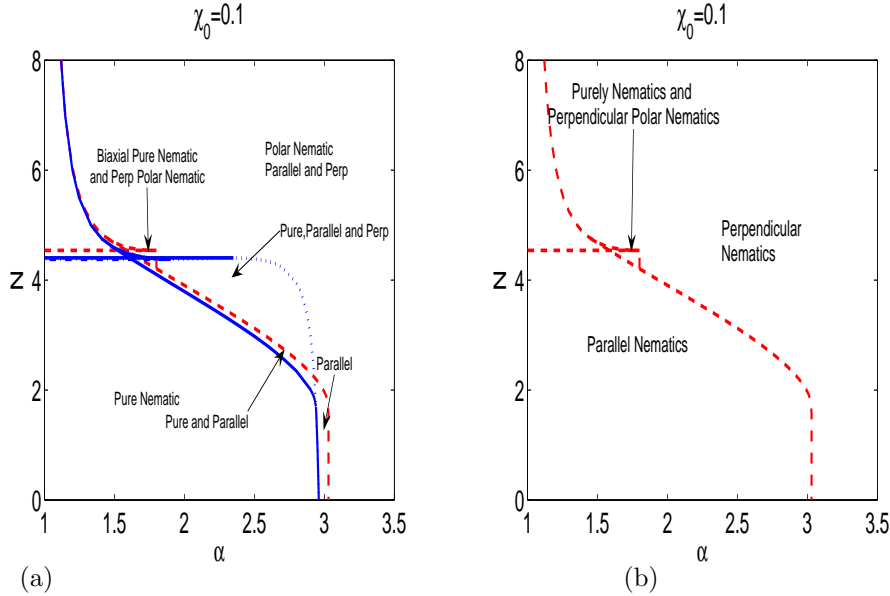 χ0=0.1
8
6
4
2
0
N
1
1.5
2
2.5
3
3.5
α
Biaxial Pure Nematic
and Perp Polar Nematic
Polar Nematic
Parallel and Perp
Pure,Parallel and Perp
Parallel
Pure Nematic
Pure and Parallel
(a)
χ0=0.1
8
6
4
2
0
N
1
1.5
2
2.5
3
3.5
α
Purely Nematics and
Perpendicular Polar Nematics
Perpendicular
Nematics
Parallel Nematics
(b)